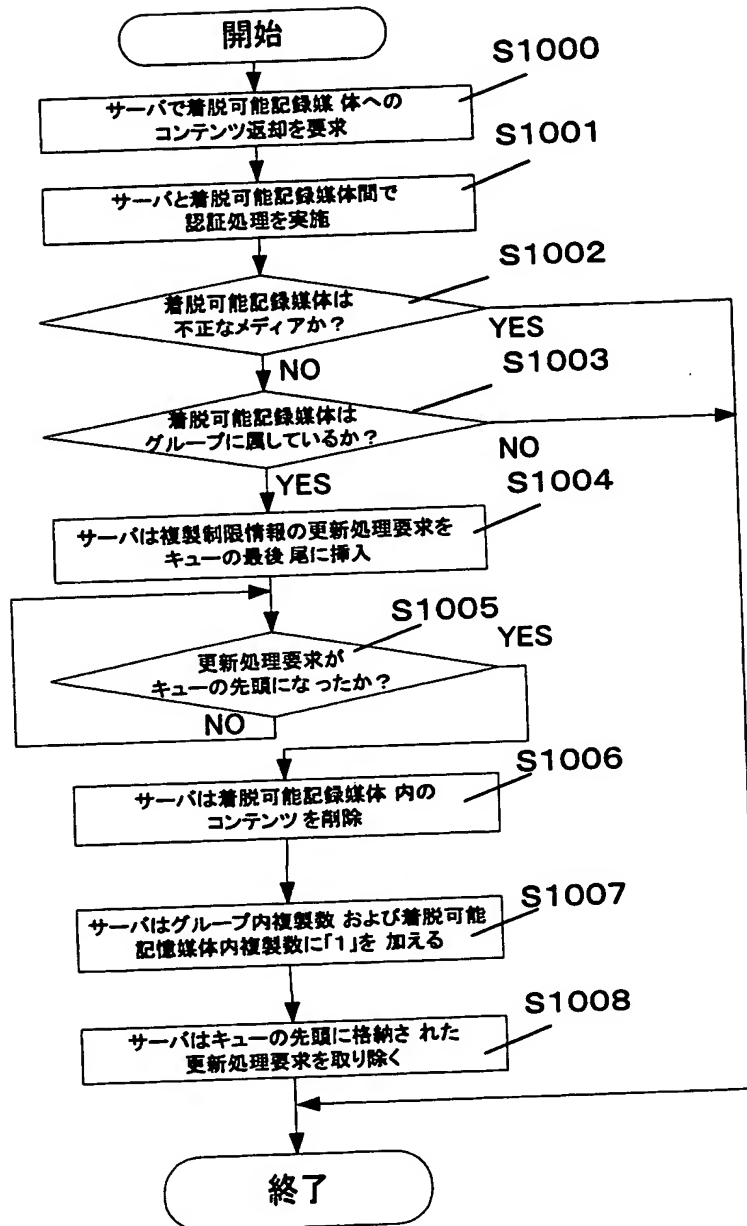 開始
S1000
サーバで着脱可能記録媒 体への
コンテンツ返却を要求
S1001
サーバと着脱可能記録媒体間で
認証処理を実施
S1002
着脱可能記録媒体は
不正なメディアか？
YES
NO
S1003
着脱可能記録媒体は
グループに属しているか？
NO
YES
S1004
サーバは複製制限情報の更新処理要求を
キューの最後 尾に挿入
S1005
YES
更新処理要求が
キューの先頭になったか？
NO
S1006
サーバは着脱可能記録媒体 内の
コンテンツを削除
S1007
サーバはグループ内複製数 および着脱可能
記憶媒体内複製数に「1」を 加える
S1008
サーバはキューの先頭に格納さ れた
更新処理要求を取り除く
終了